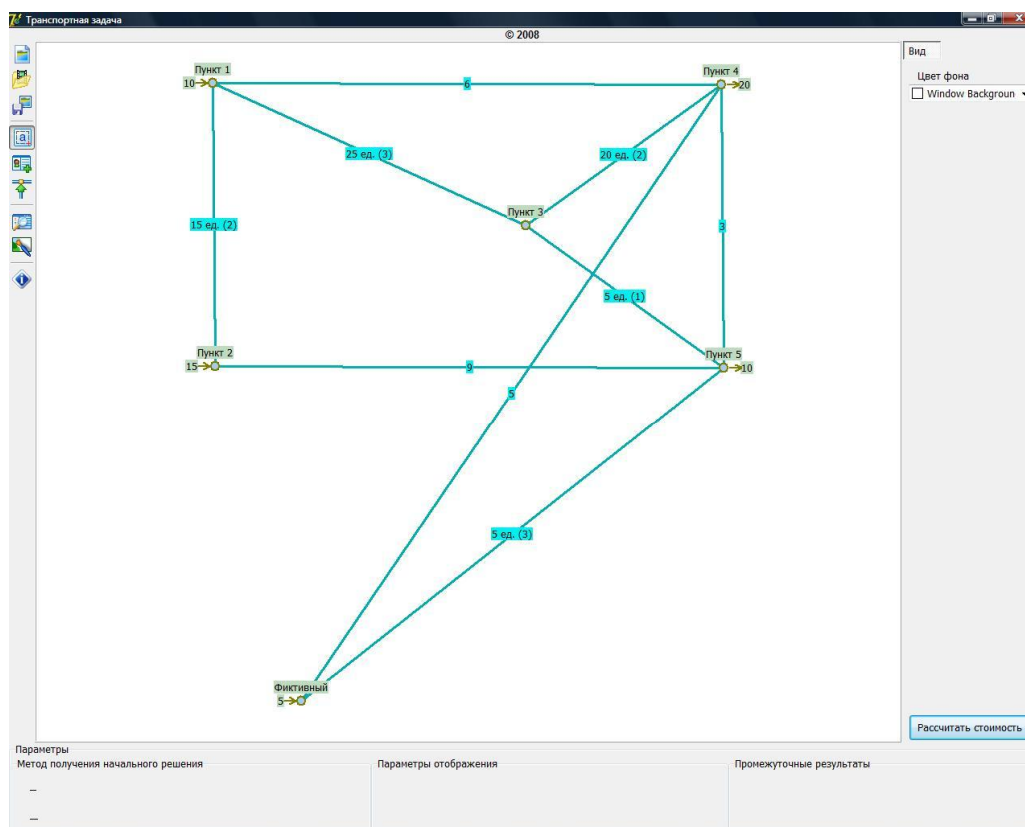 Транспортная задача
© 2008
Вид
Цвет фона
Window Backgroun
Пункт 1
10
6
Пункт 4
20
25 ед. (3)
20 ед. (2)
Пункт 3
15 ед. (2)
3
5 ед. (1)
Пункт 2
15
9
Пункт 5
10
5
5 ед. (3)
Фиктивный
5
Рассчитать стоимость
Параметры
Метод получения начального решения
Параметры отображения
Промежуточные результаты